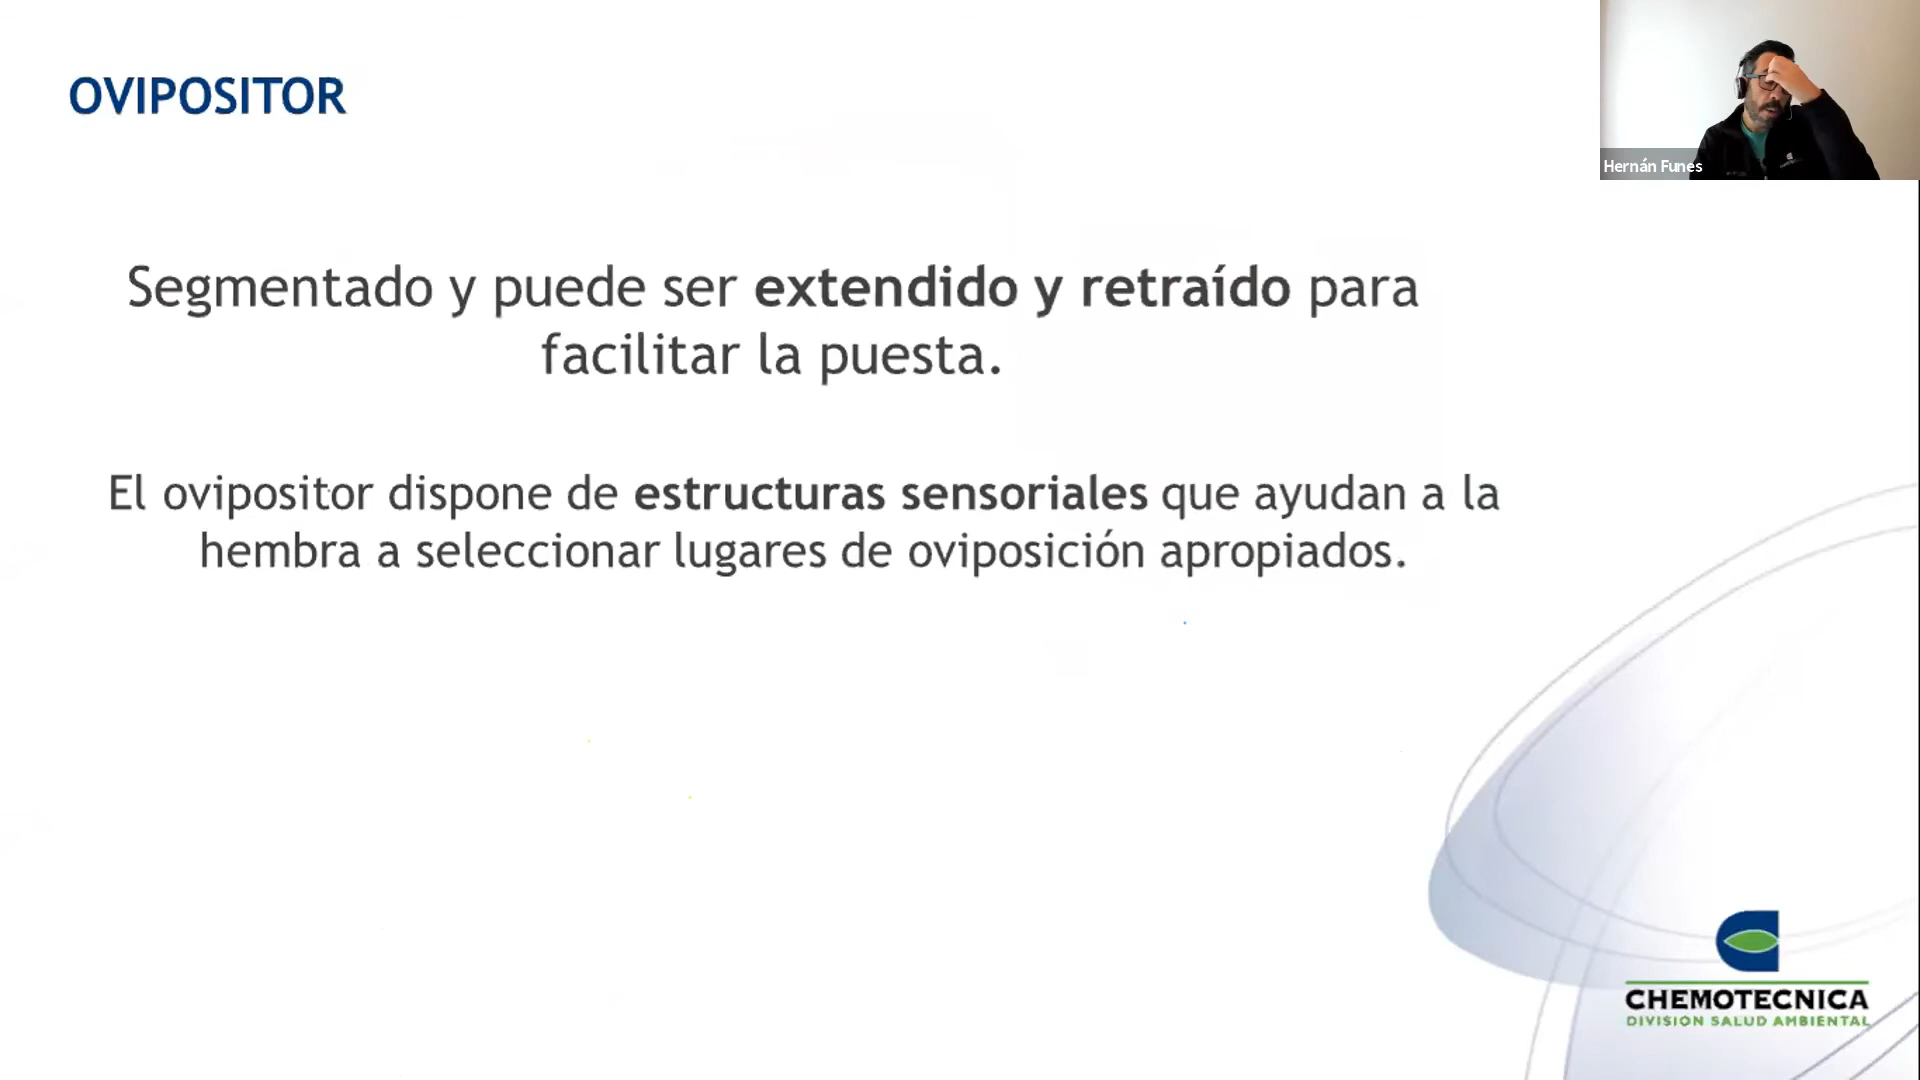 OVIPOSITOR
Hernán Funes
Segmentado y puede ser extendido y retraído para
facilitar la puesta.
El ovipositor dispone de estructuras sensoriales que ayudan a la
hembra a seleccionar lugares de oviposición apropiados.
CHEMOTECNICA
DIVISION SALUD AMBIENTAL